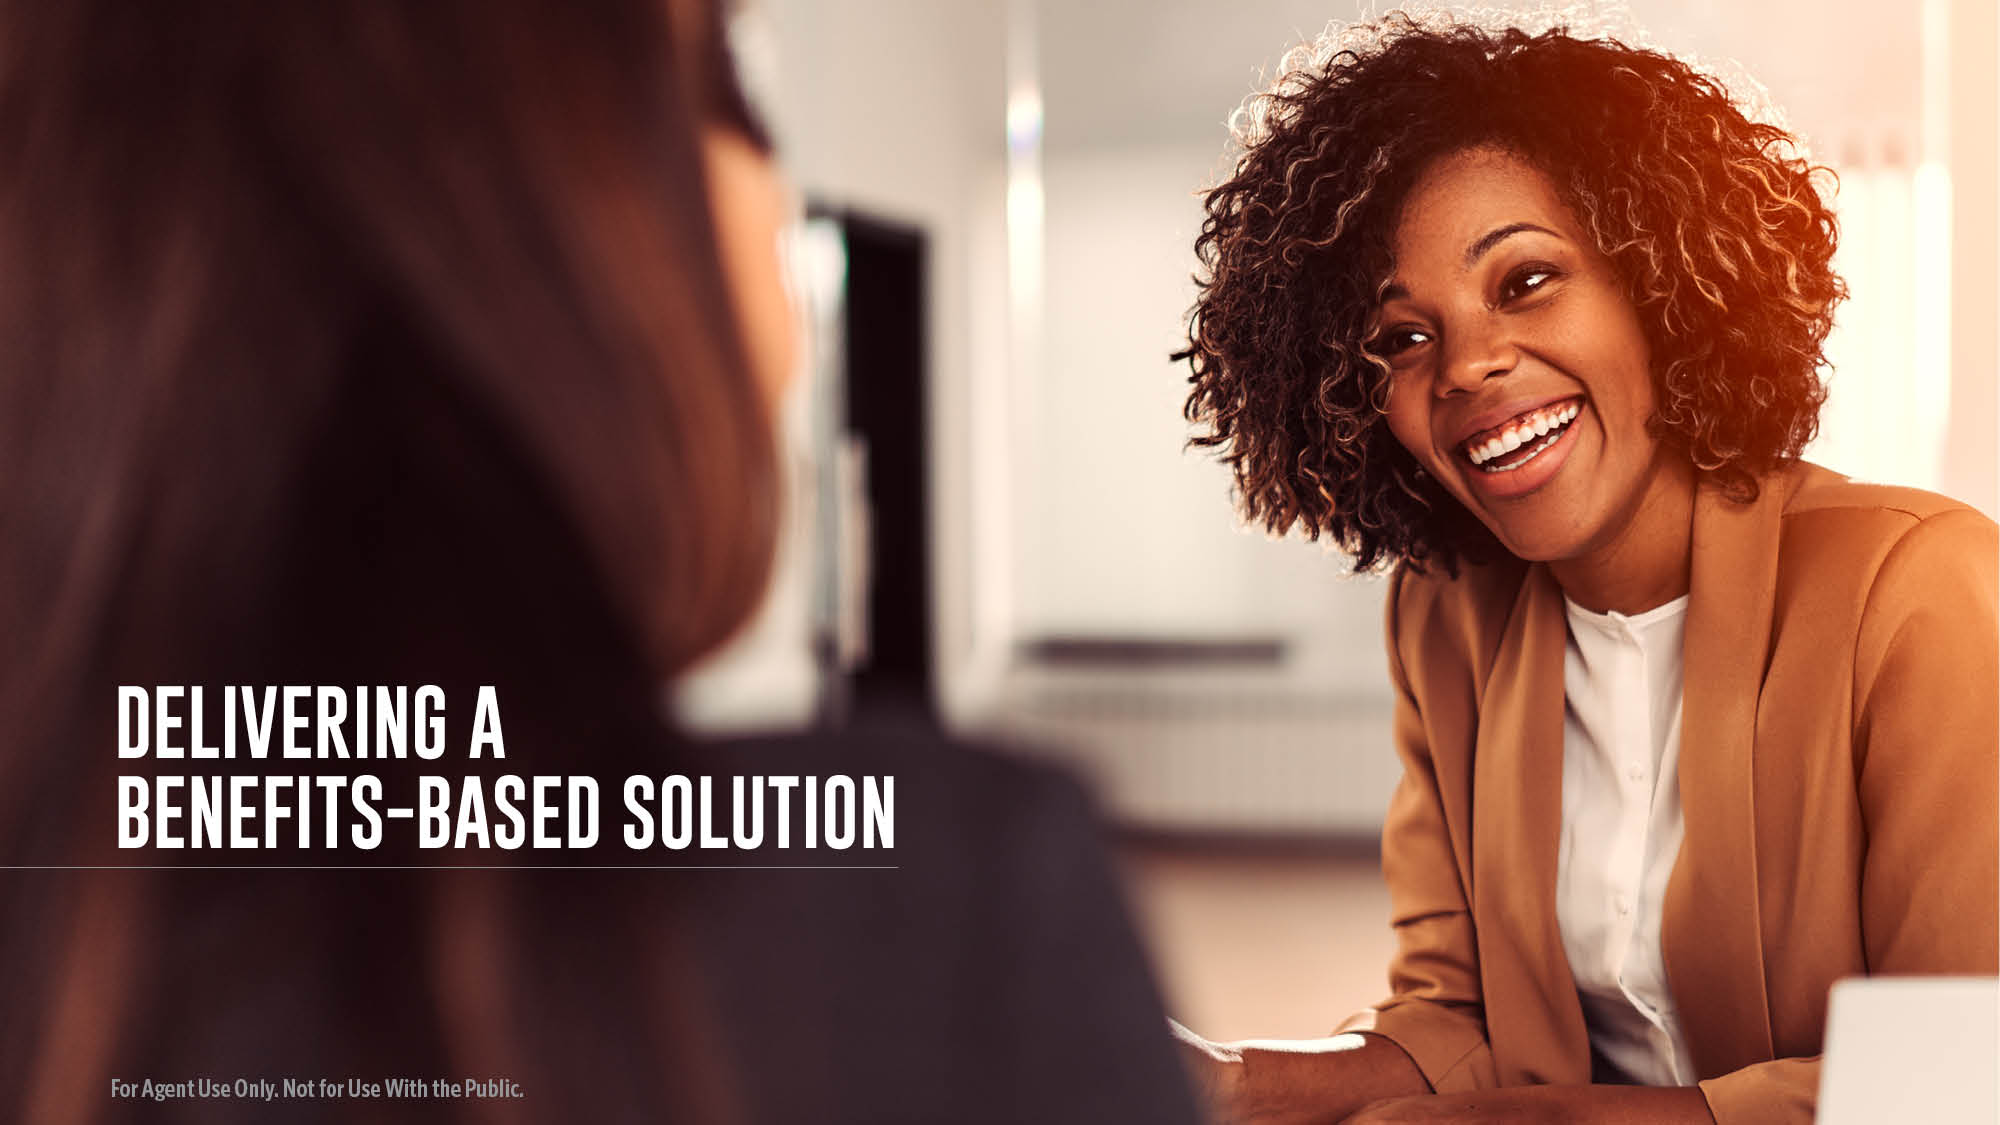 DELIVERING A
BENEFITS-BASED SOLUTION
For Agent Use Only. Not for Use With the Public.